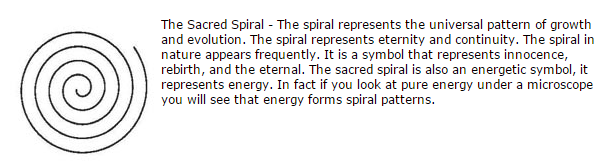 The Sacred Spiral - The spiral represents the universal pattern of growth
and evolution. The spiral represents eternity and continuity. The spiral in
nature appears frequently. It is a symbol that represents innocence,
rebirth, and the eternal. The sacred spiral is also an energetic symbol, it
represents energy. In fact if you look at pure energy under a microscope
you will see that energy forms spiral patterns.